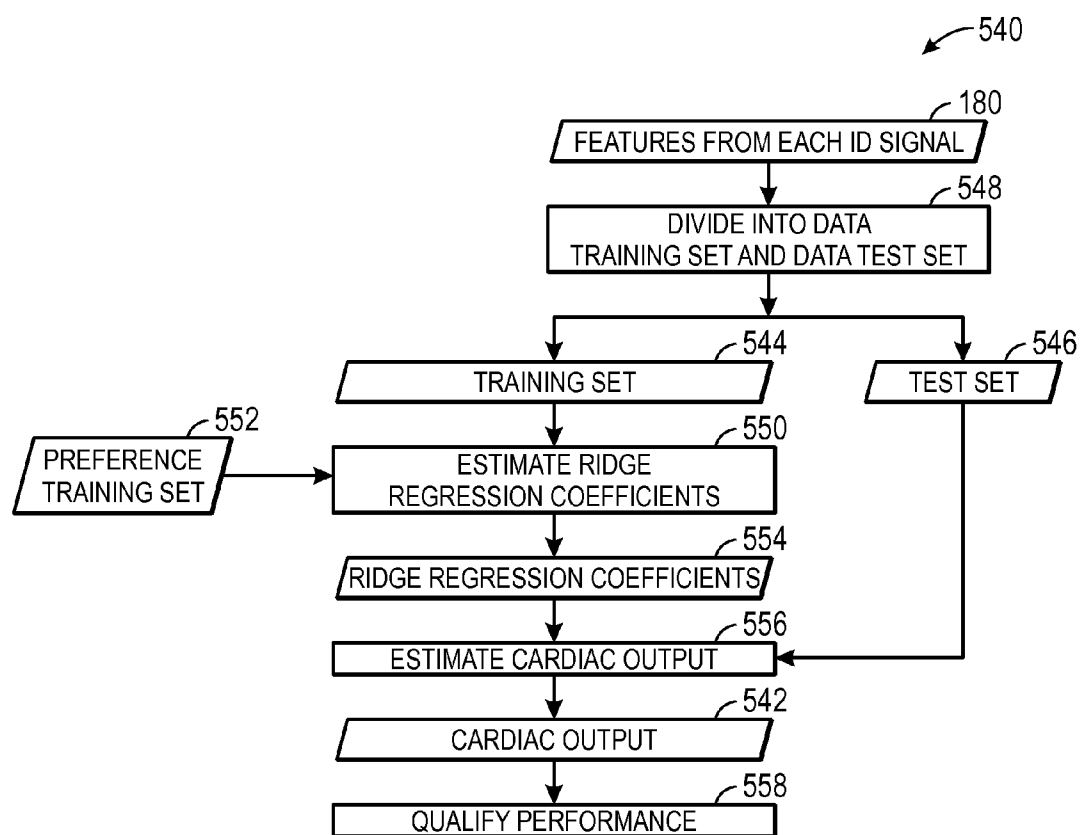 540
180
FEATURES FROM EACH ID SIGNAL
548
DIVIDE INTO DATA
TRAINING SET AND DATA TEST SET
544
TRAINING SET
546
TEST SET
552
PREFERENCE
TRAINING SET
550
ESTIMATE RIDGE
REGRESSION COEFFICIENTS
554
RIDGE REGRESSION COEFFICIENTS
556
ESTIMATE CARDIAC OUTPUT
542
CARDIAC OUTPUT
558
QUALIFY PERFORMANCE